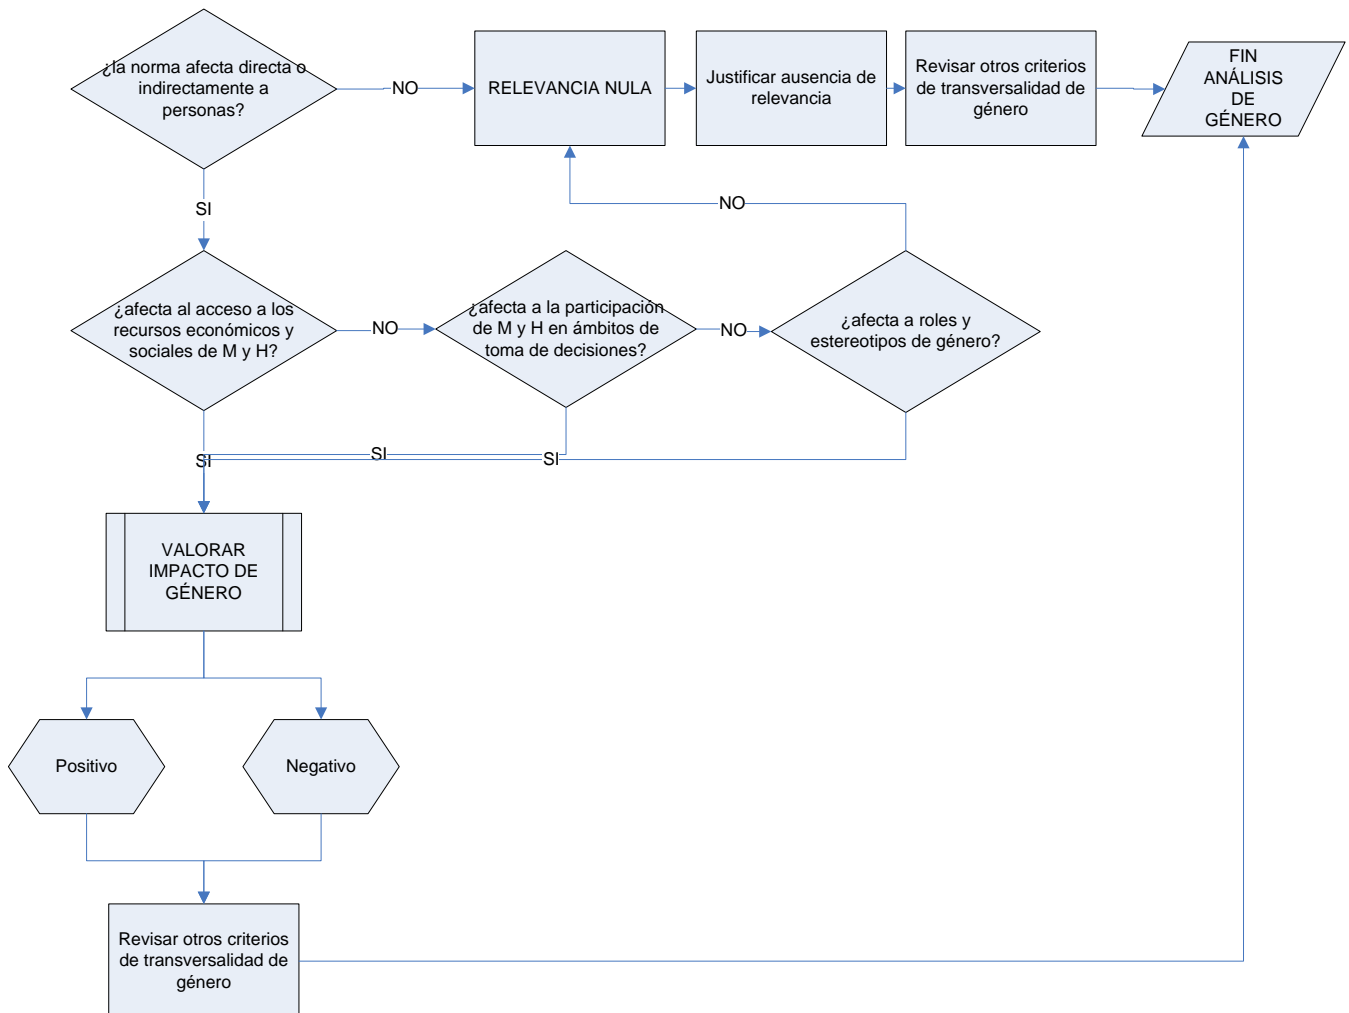 ¿la norma afecta directa o
indirectamente a
personas?
NO
RELEVANCIA NULA
Justificar ausencia de
relevancia
Revisar otros criterios
de transversalidad de
género
FIN
ANÁLISIS
DE
GÉNERO
SI
NO
¿afecta al acceso a los
recursos económicos y
sociales de M y H?
NO
¿afecta a la participación
de M y H en ámbitos de
toma de decisiones?
NO
¿afecta a roles y
estereotipos de género?
SI
SI
SI
VALORAR
IMPACTO DE
GÉNERO
Positivo
Negativo
Revisar otros criterios
de transversalidad de
género